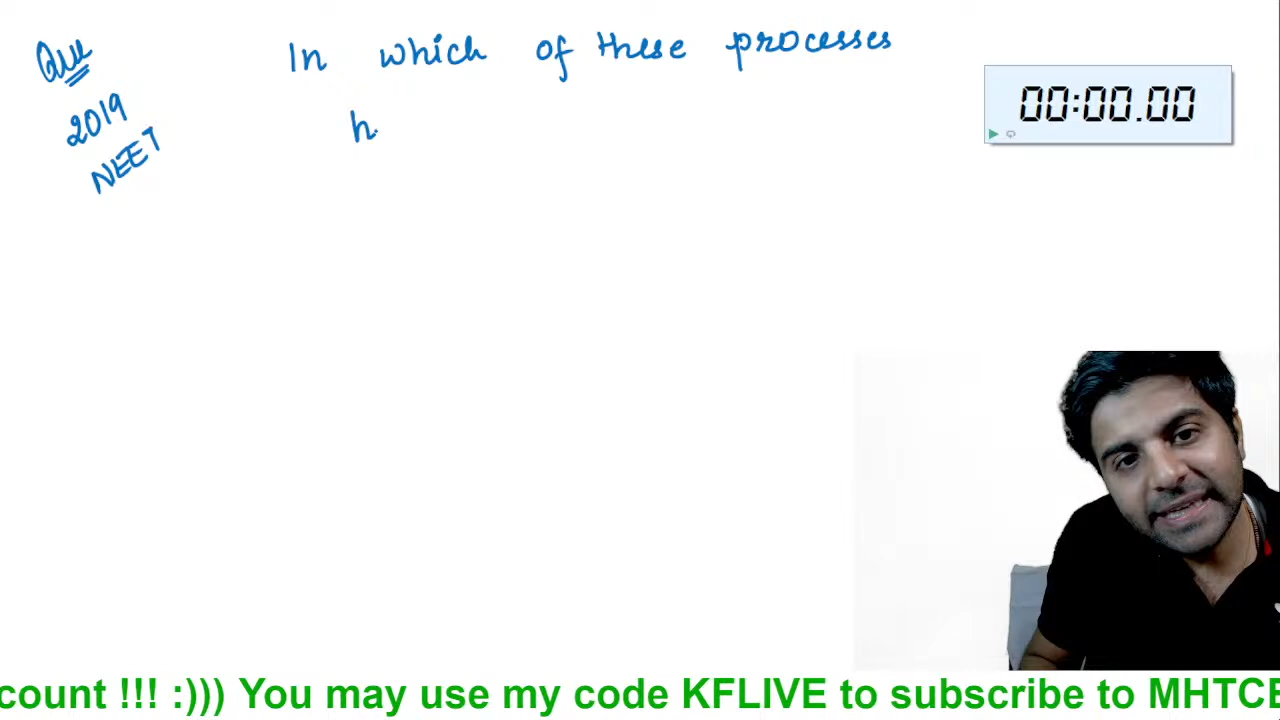 Que
2019
NEET
In which of these processes
h
00:00.00
count !!! :))) You may use my code KFLIVE to subscribe to MHTCE